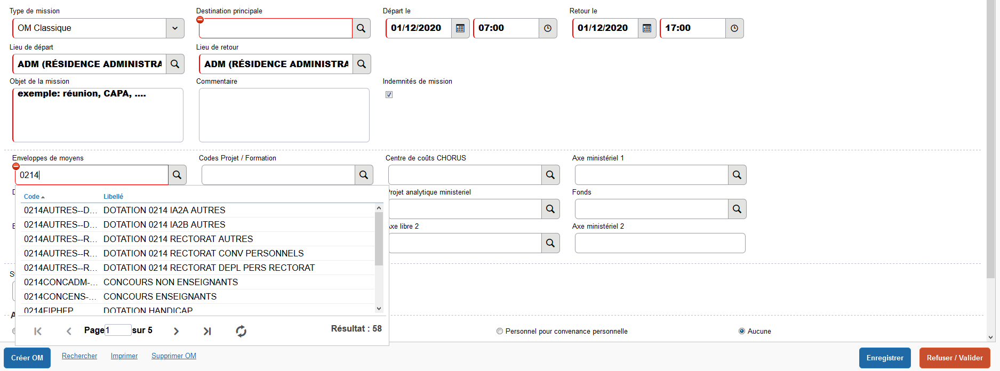 Type de mission
Destination principale
Départ le
Retour le
OM Classique
01/12/2020
07:00
01/12/2020
17:00
Lieu de départ
Lieu de retour
ADM (RÉSIDENCE ADMINISTRA
ADM (RÉSIDENCE ADMINISTRA
Objet de la mission
Commentaire
Indemnités de mission
exemple: réunion, CAPA, ....
Enveloppes de moyens
Codes Projet / Formation
Centre de coûts CHORUS
Axe ministériel 1
0214
Projet analytique ministeriel
Fonds
Axe libre 2
Axe ministériel 2
Code
Libellé
0214AUTRES--D... DOTATION 0214 IA2A AUTRES
0214AUTRES--D... DOTATION 0214 IA2B AUTRES
0214AUTRES--R... DOTATION 0214 RECTORAT AUTRES
0214AUTRES--R... DOTATION 0214 RECTORAT CONV PERSONNELS
0214AUTRES--R... DOTATION 0214 RECTORAT DEPL PERS RECTORAT
0214CONCADM-... CONCOURS NON ENSEIGNANTS
0214CONCENS-... CONCOURS ENSEIGNANTS
0214FIPHFP DOTATION HANDICAP
Page 1 sur 5
Résultat : 58
Personnel pour convenance personnelle
Aucune
Créer OM
Rechercher
Imprimer
Supprimer OM
Enregistrer
Refuser / Valider